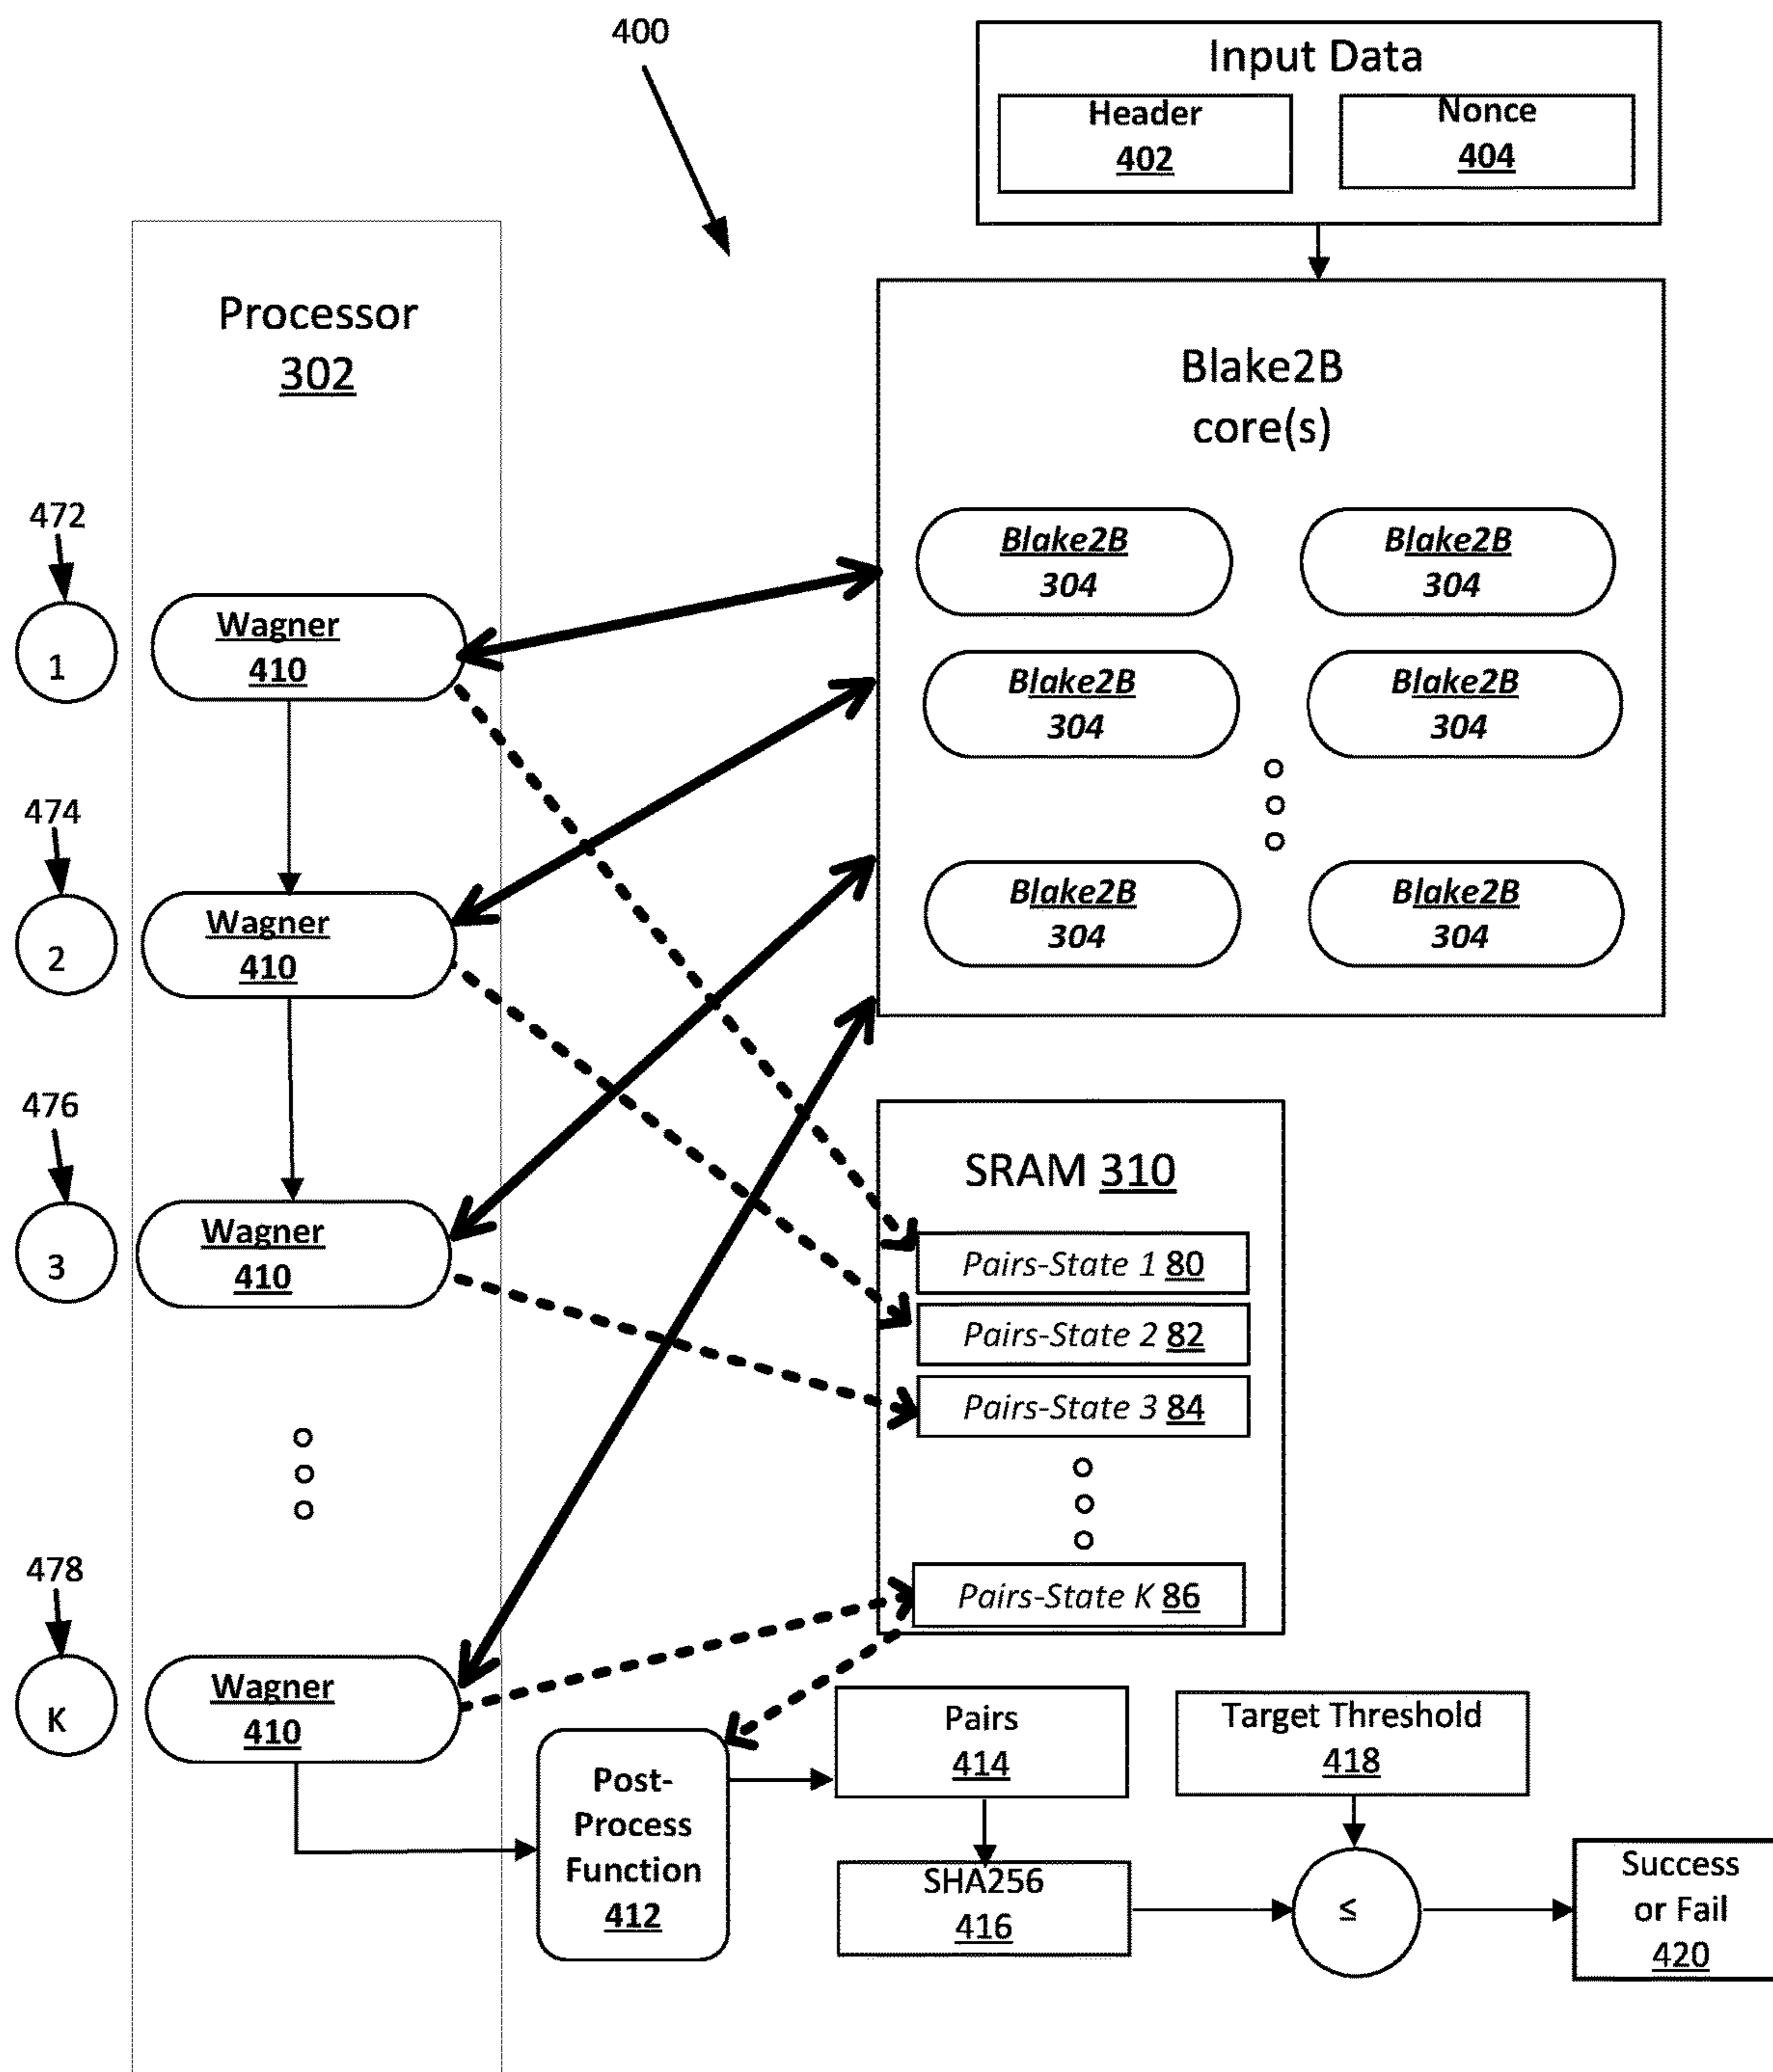 400
Input Data
Header
402
Nonce
404
Processor
302
Blake2B
core(s)
Blake2B
304
Blake2B
304
Blake2B
304
Blake2B
304
Blake2B
304
Blake2B
304
472
1
Wagner
410
474
2
Wagner
410
476
3
Wagner
410
478
K
Wagner
410
SRAM 310
Pairs-State 1 80
Pairs-State 2 82
Pairs-State 3 84
Pairs-State K 86
Post-
Process
Function
412
Pairs
414
SHA256
416
Target Threshold
418
≤
Success
or Fail
420